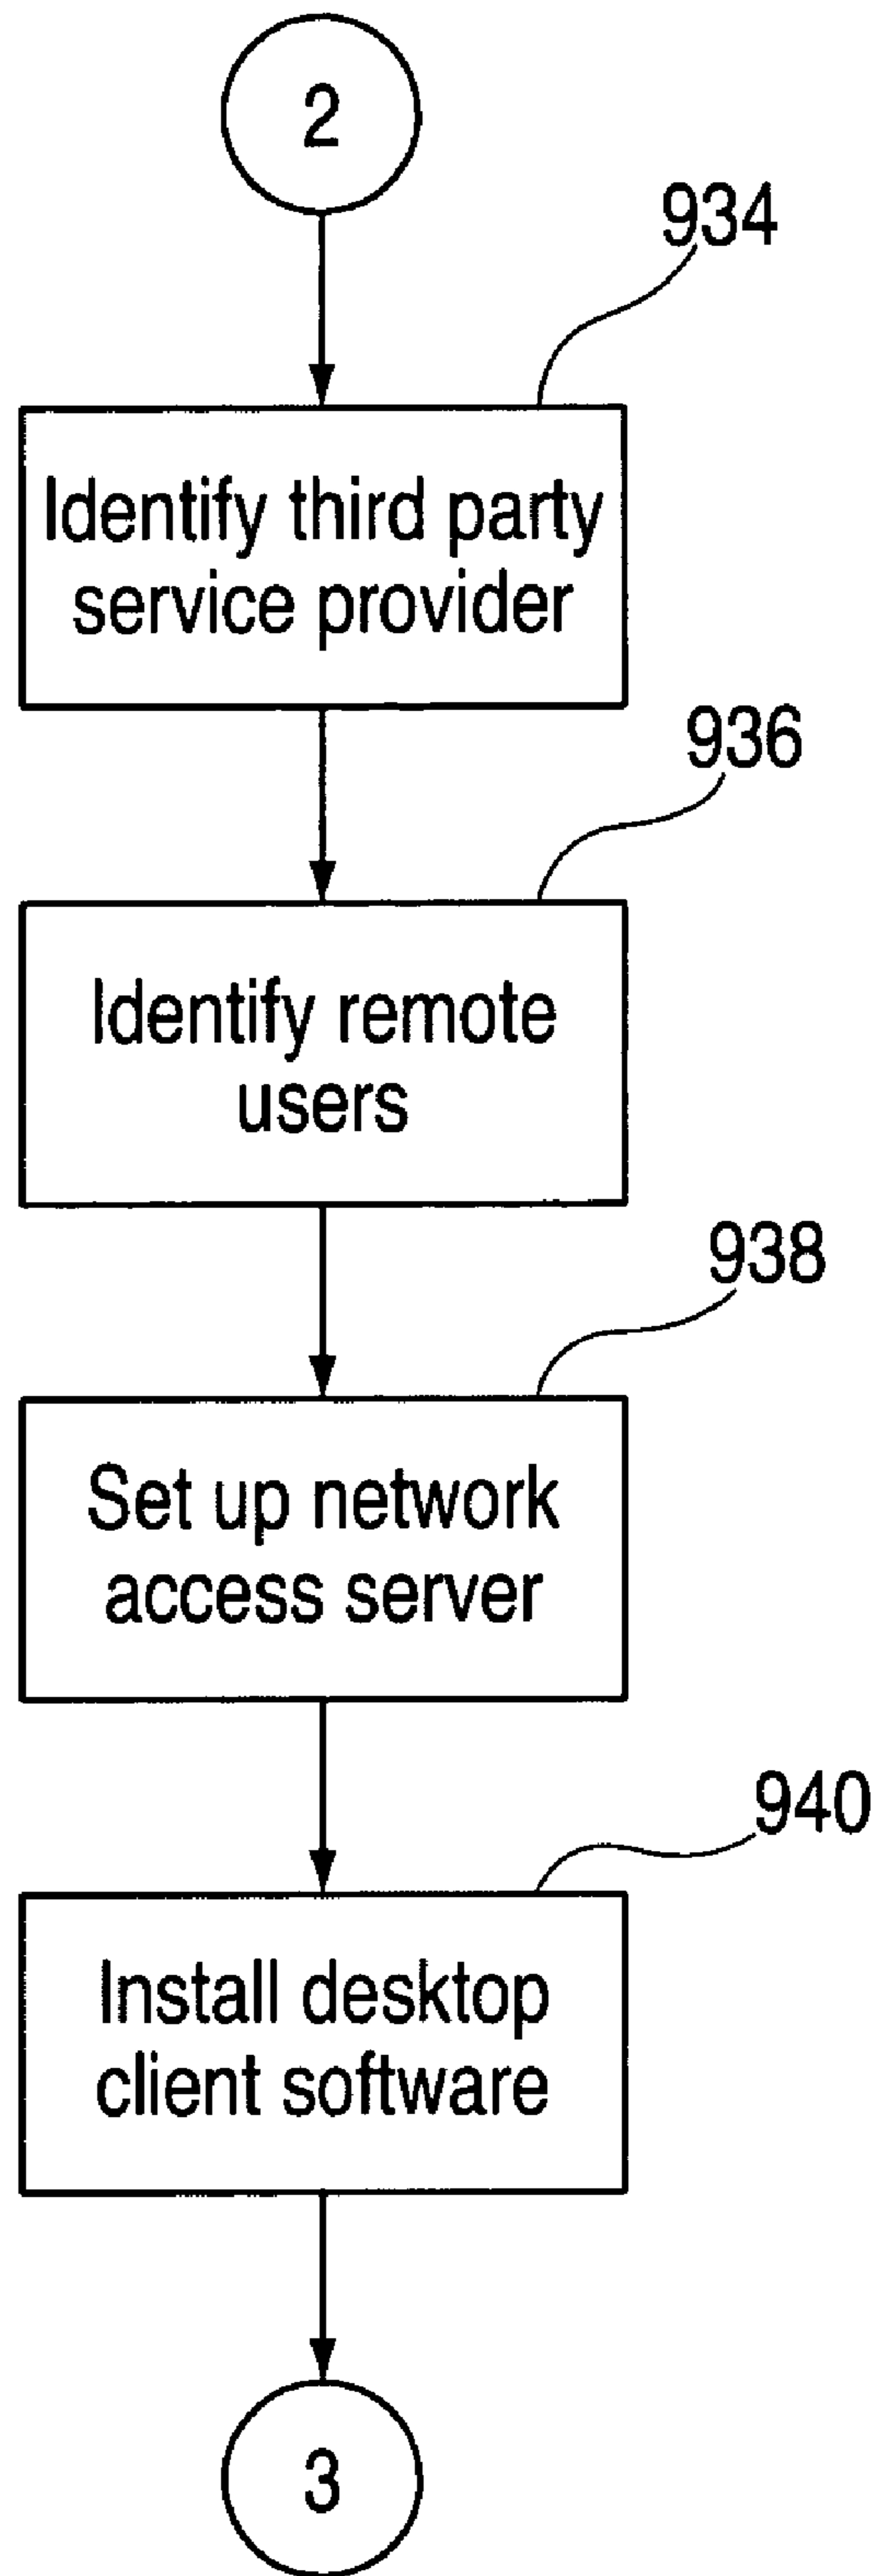 2
934
Identify third party
service provider
936
Identify remote
users
938
Set up network
access server
940
Install desktop
client software
3